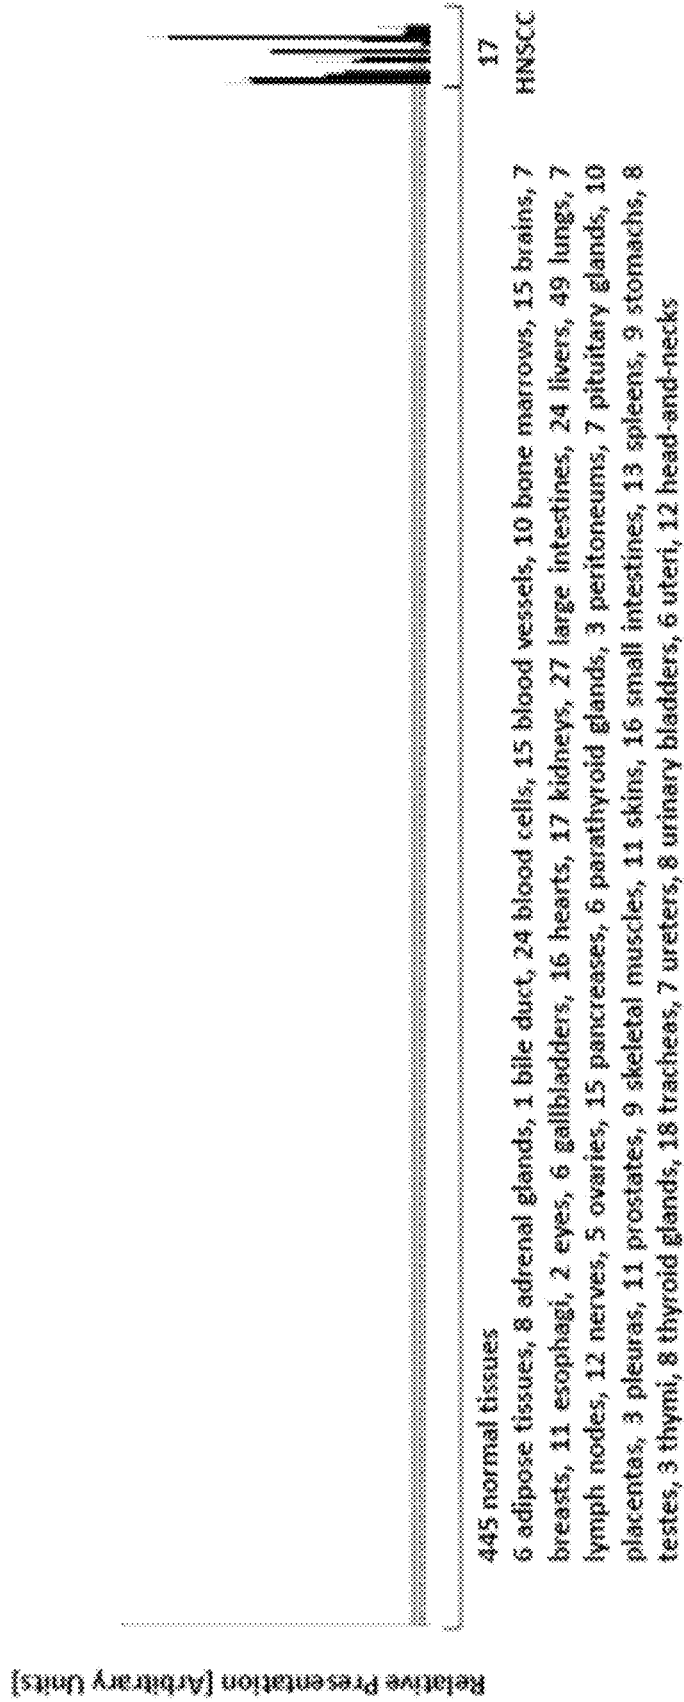 Relative Presentation [Arbitrary Units]
445 normal tissues
6 adipose tissues, 8 adrenal glands, 1 bile duct, 24 blood cells, 15 blood vessels, 10 bone marrows, 15 brains, 7
breasts, 11 esophagi, 2 eyes, 6 gallbladders, 16 hearts, 17 kidneys, 27 large intestines, 24 livers, 49 lungs, 7
lymph nodes, 12 nerves, 5 ovaries, 15 pancreases, 6 parathyroid glands, 3 peritoneums, 7 pituitary glands, 10
placentas, 3 pleuras, 11 prostates, 9 skeletal muscles, 11 skins, 16 small intestines, 13 spleens, 9 stomachs, 8
testes, 3 thymi, 8 thyroid glands, 18 tracheas, 7 ureters, 8 urinary bladders, 6 uteri, 12 head-and-necks
17
HNSCC